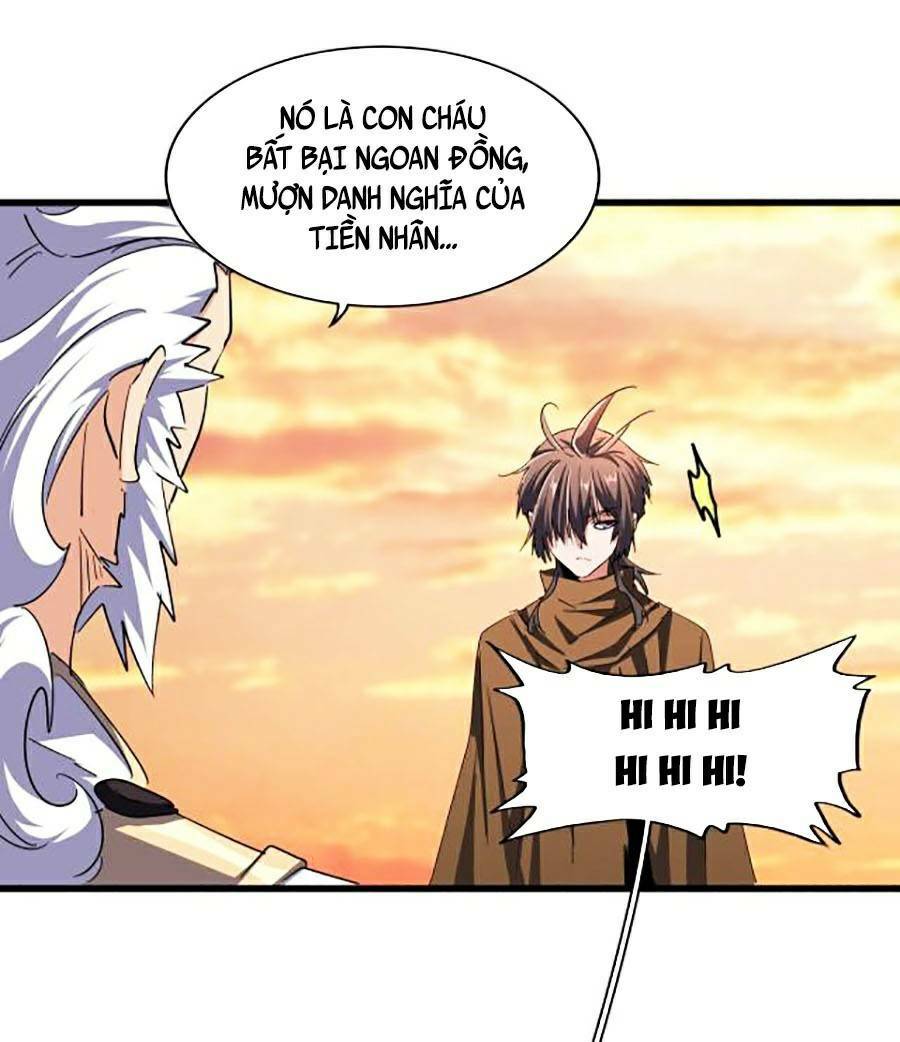 NÓ LÀ CON CHÁU
BẤT BẠI NGOAN ĐỒNG,
MƯỢN DANH NGHĨA CỦA
TIỀN NHÂN...
HI HI HI
HI HI HI!